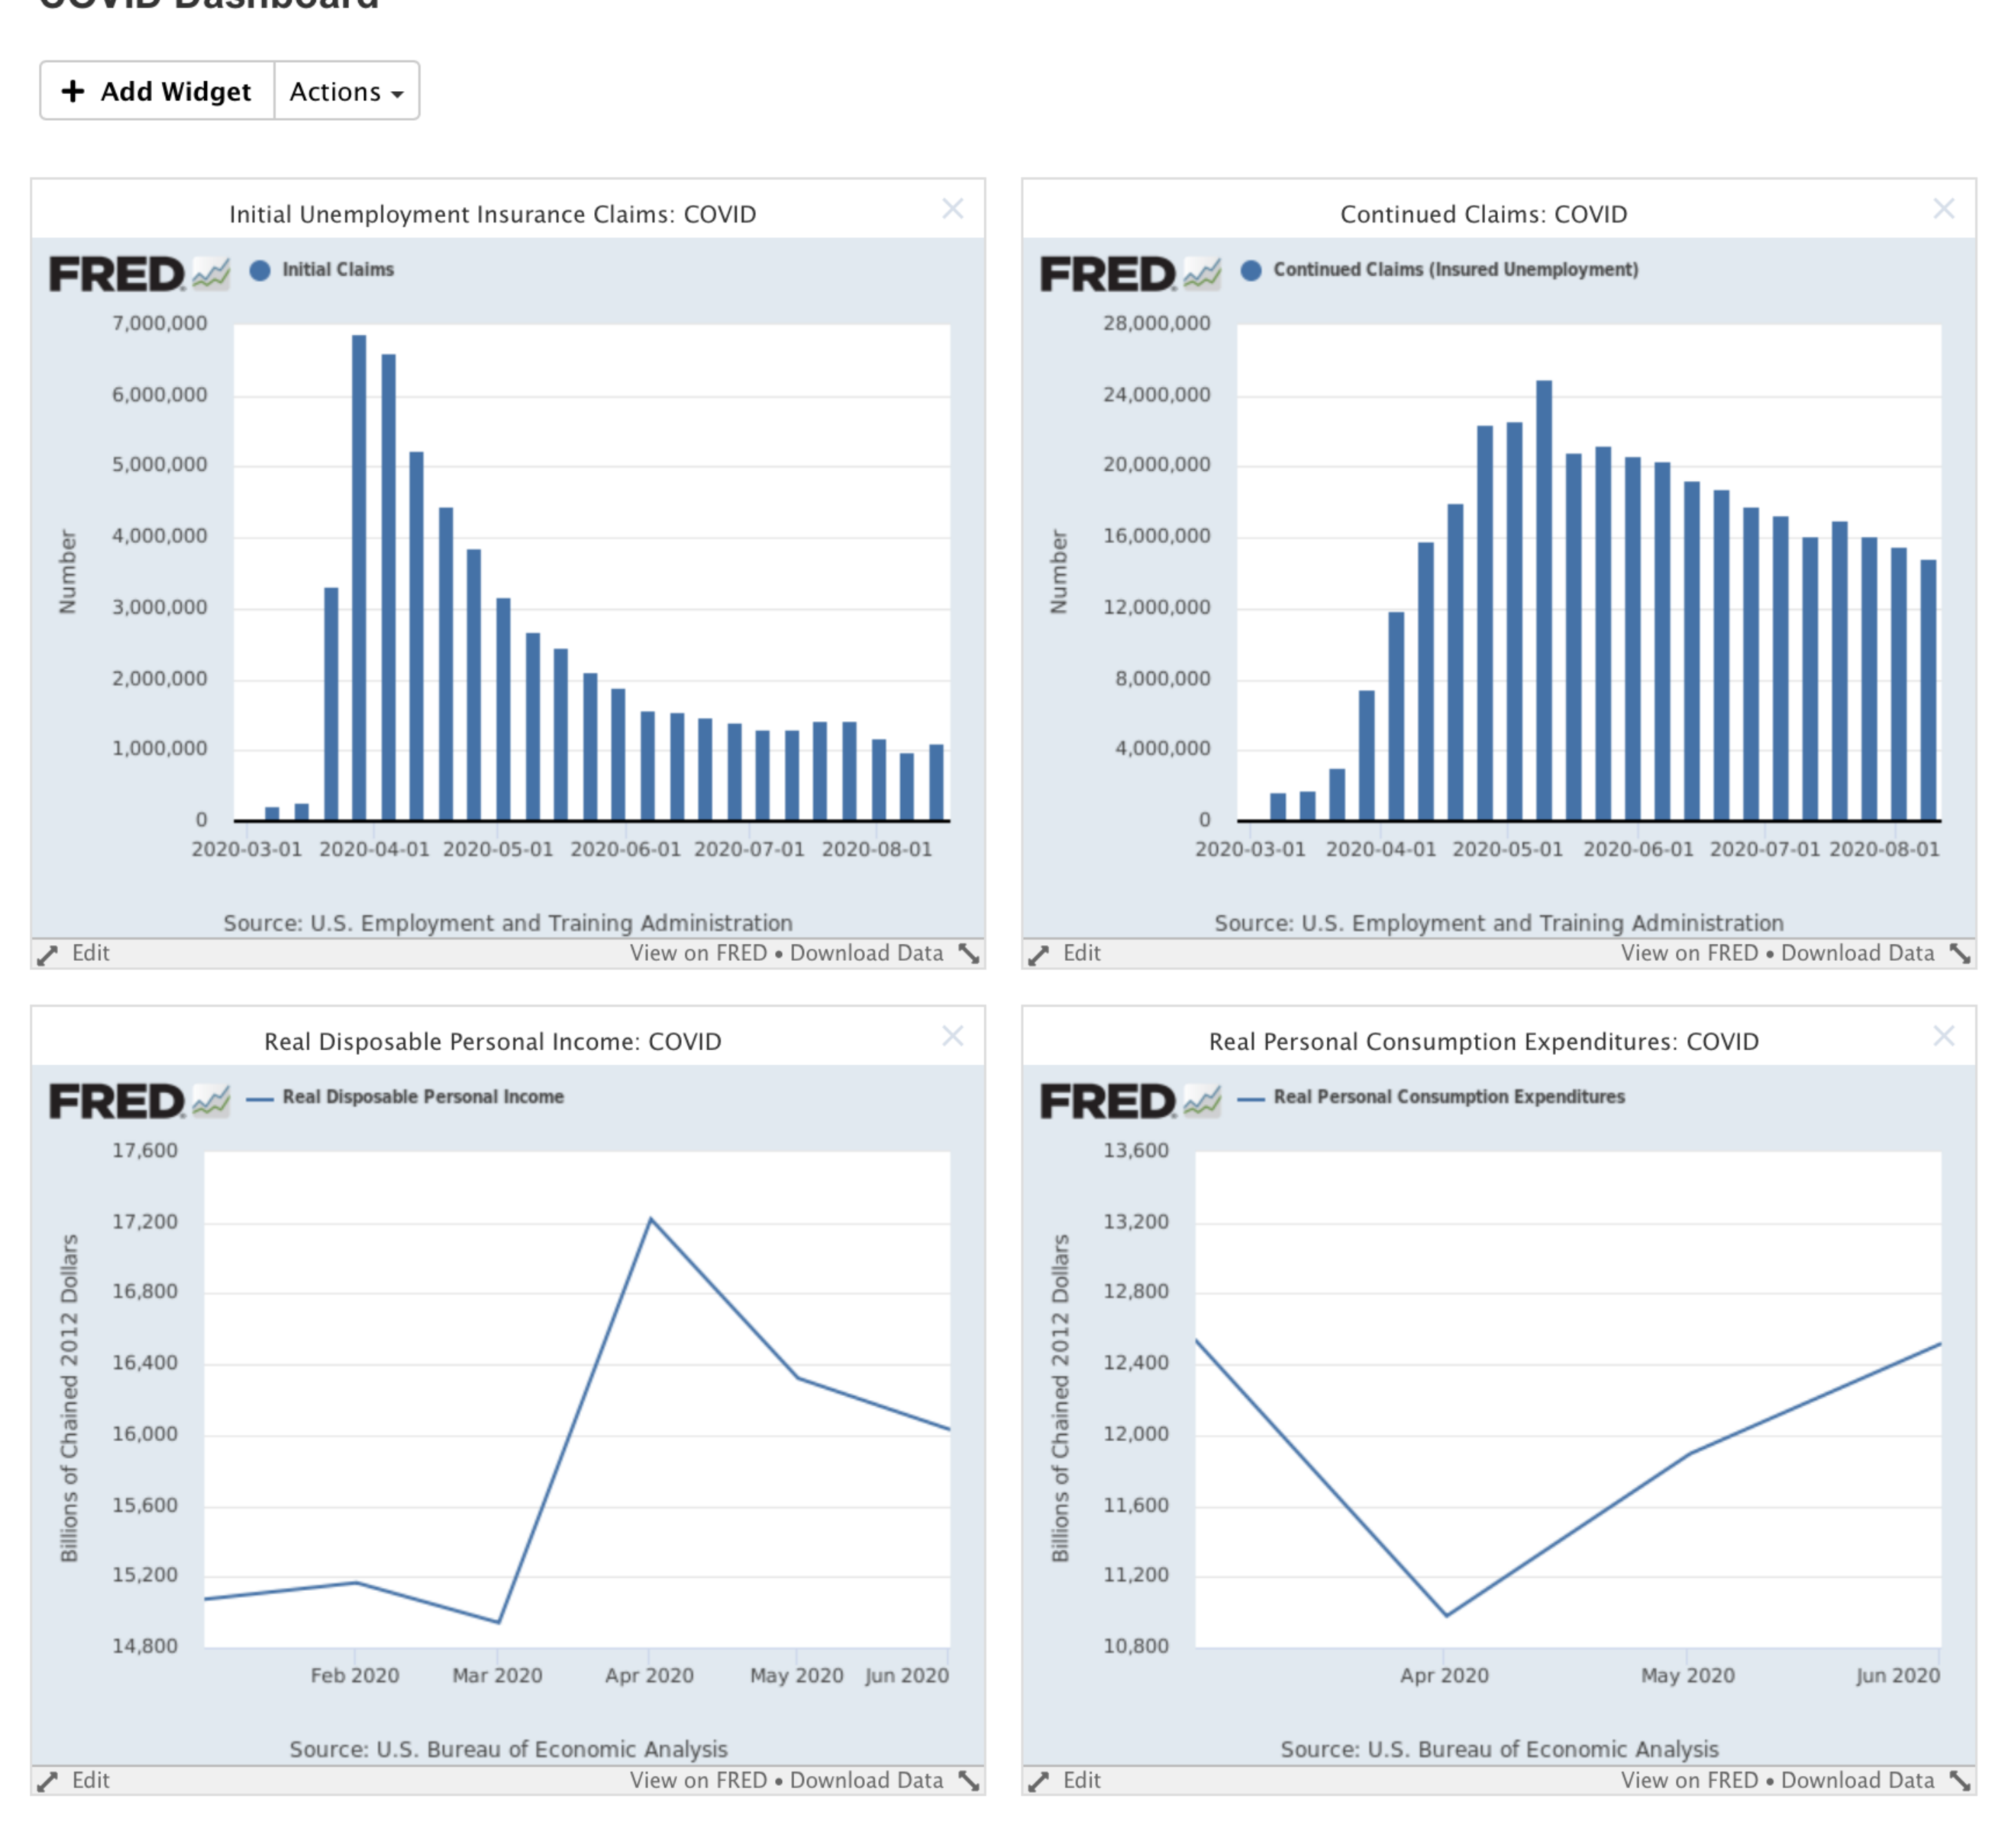 COVID Dashboard
+ Add Widget Actions
Initial Unemployment Insurance Claims: COVID
FRED Initial Claims
7,000,000
6,000,000
5,000,000
4,000,000
3,000,000
2,000,000
1,000,000
0
Number
2020-03-01 2020-04-01 2020-05-01 2020-06-01 2020-07-01 2020-08-01
Source: U.S. Employment and Training Administration
Edit View on FRED • Download Data
Continued Claims: COVID
FRED Continued Claims (Insured Unemployment)
28,000,000
24,000,000
20,000,000
16,000,000
12,000,000
8,000,000
4,000,000
0
Number
2020-03-01 2020-04-01 2020-05-01 2020-06-01 2020-07-01 2020-08-01
Source: U.S. Employment and Training Administration
Edit View on FRED • Download Data
Real Disposable Personal Income: COVID
FRED Real Disposable Personal Income
17,600
17,200
16,800
16,400
16,000
15,600
15,200
14,800
Billions of Chained 2012 Dollars
Feb 2020 Mar 2020 Apr 2020 May 2020 Jun 2020
Source: U.S. Bureau of Economic Analysis
Edit View on FRED • Download Data
Real Personal Consumption Expenditures: COVID
FRED Real Personal Consumption Expenditures
13,600
13,200
12,800
12,400
12,000
11,600
11,200
10,800
Billions of Chained 2012 Dollars
Apr 2020 May 2020 Jun 2020
Source: U.S. Bureau of Economic Analysis
Edit View on FRED • Download Data